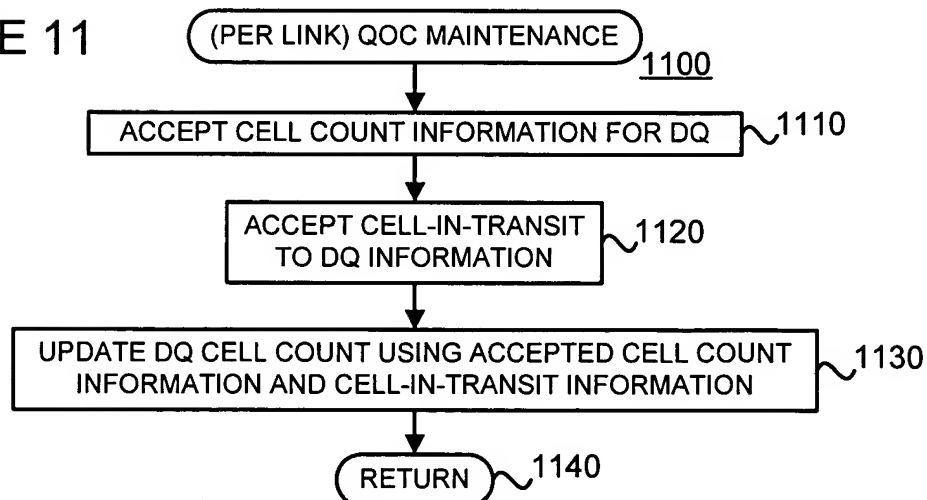 E 11
(PER LINK) QOC MAINTENANCE
1100
ACCEPT CELL COUNT INFORMATION FOR DQ
1110
ACCEPT CELL-IN-TRANSIT
TO DQ INFORMATION
1120
UPDATE DQ CELL COUNT USING ACCEPTED CELL COUNT
INFORMATION AND CELL-IN-TRANSIT INFORMATION
1130
RETURN
1140